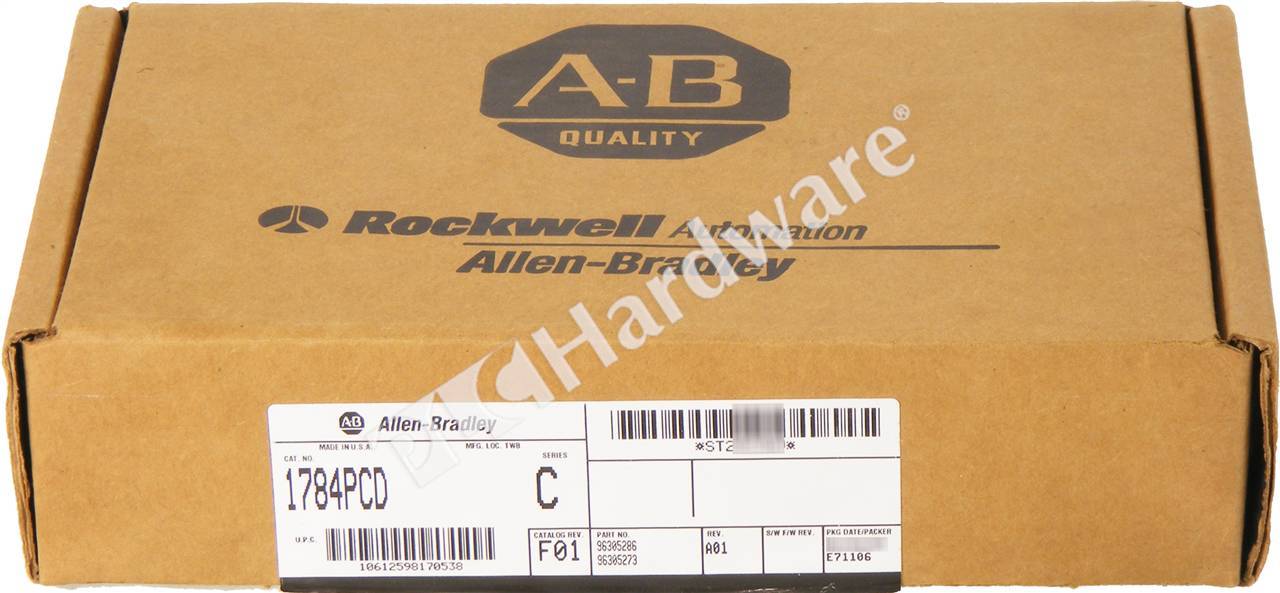 A-B
QUALITY
Rockwell Automation
Allen-Bradley
PLCHardware®
AB Allen-Bradley
MADE IN U.S.A. MFG. LOC. TWB
CAT. NO. SERIES
1784PCD C
U.P.C.
10612598170538
CATALOG REV.
F01
PART NO.
96305286
96305273
REV.
A01
S/W F/W REV.
PKG DATE/PACKER
E71106